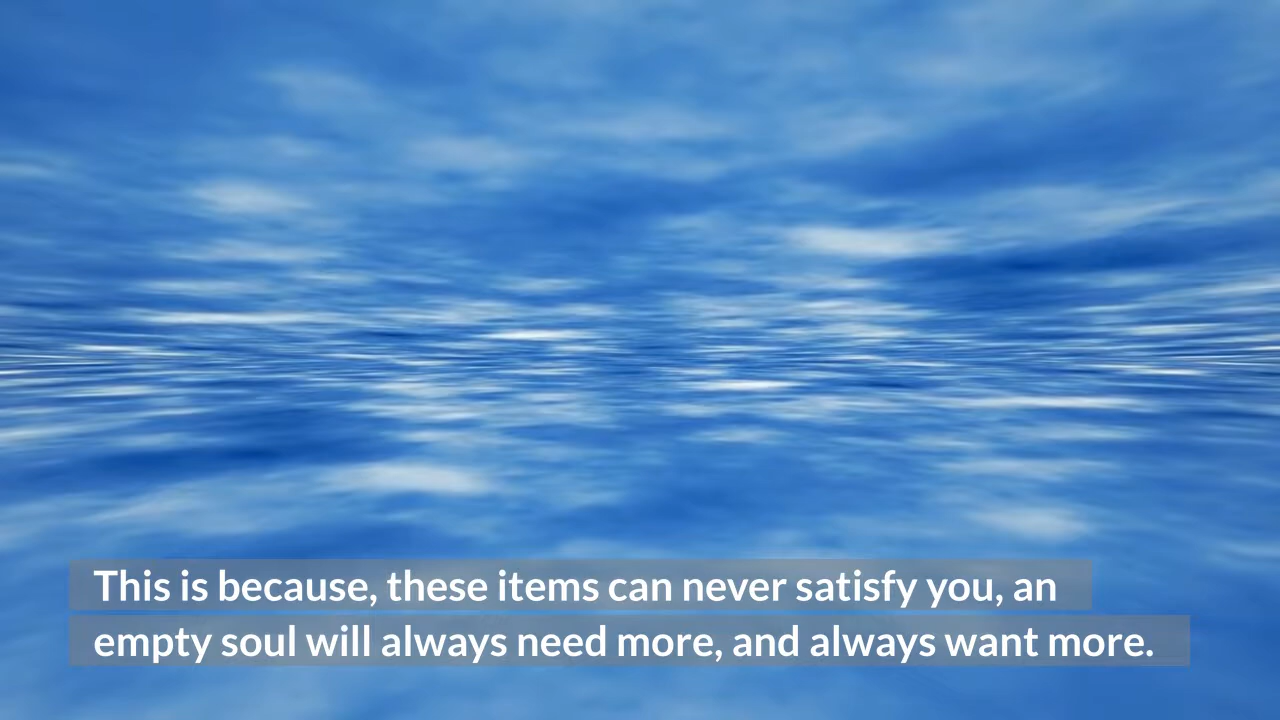 This is because, these items can never satisfy you, an
empty soul will always need more, and always want more.